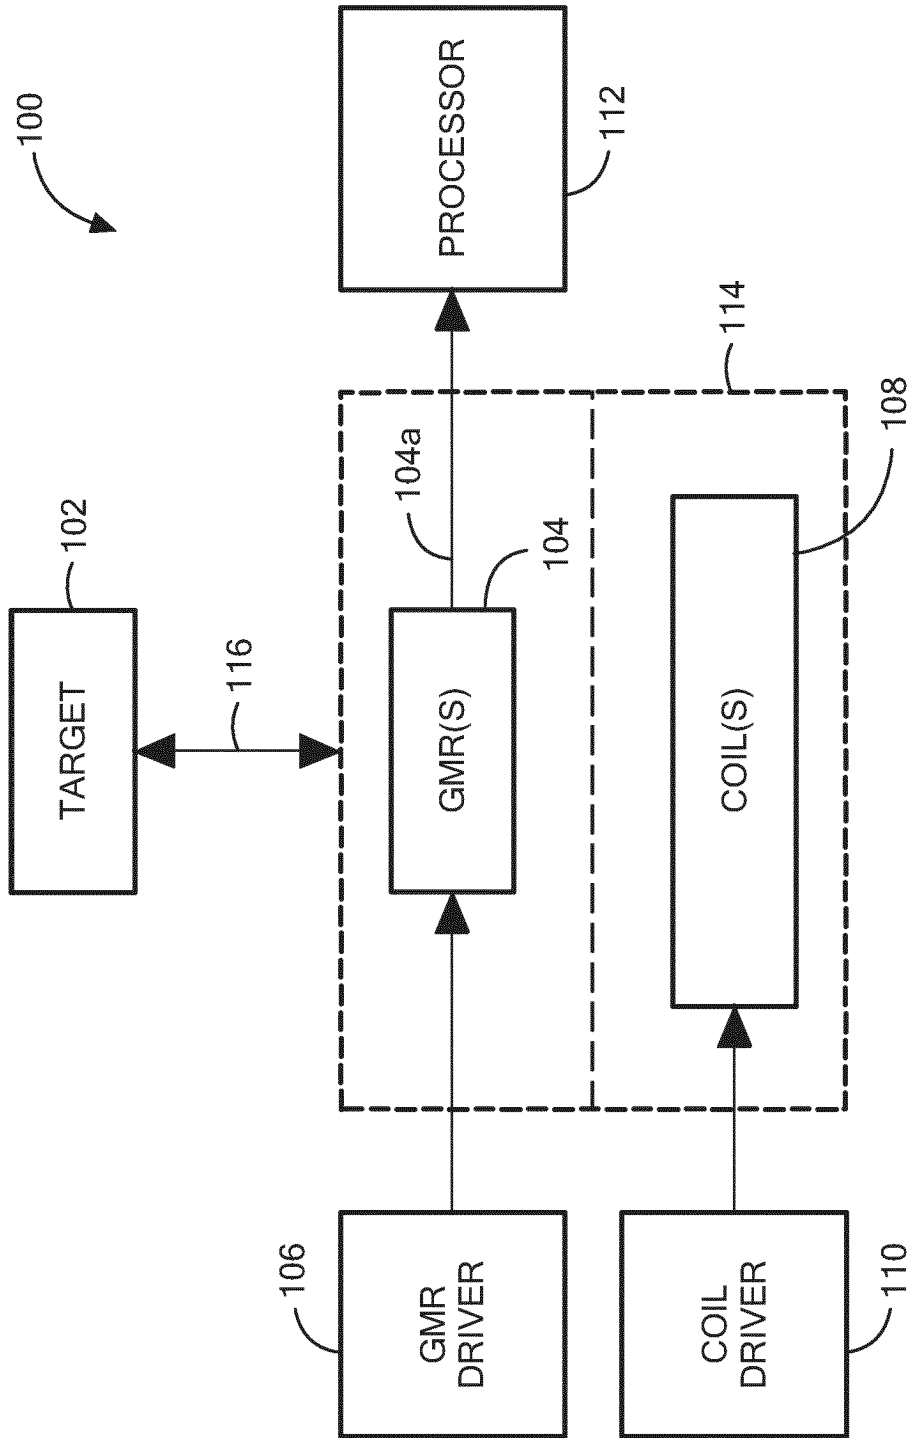 100
102
TARGET
116
106
GMR
DRIVER
GMR(S)
104
104a
PROCESSOR
112
114
COIL
DRIVER
110
COIL(S)
108